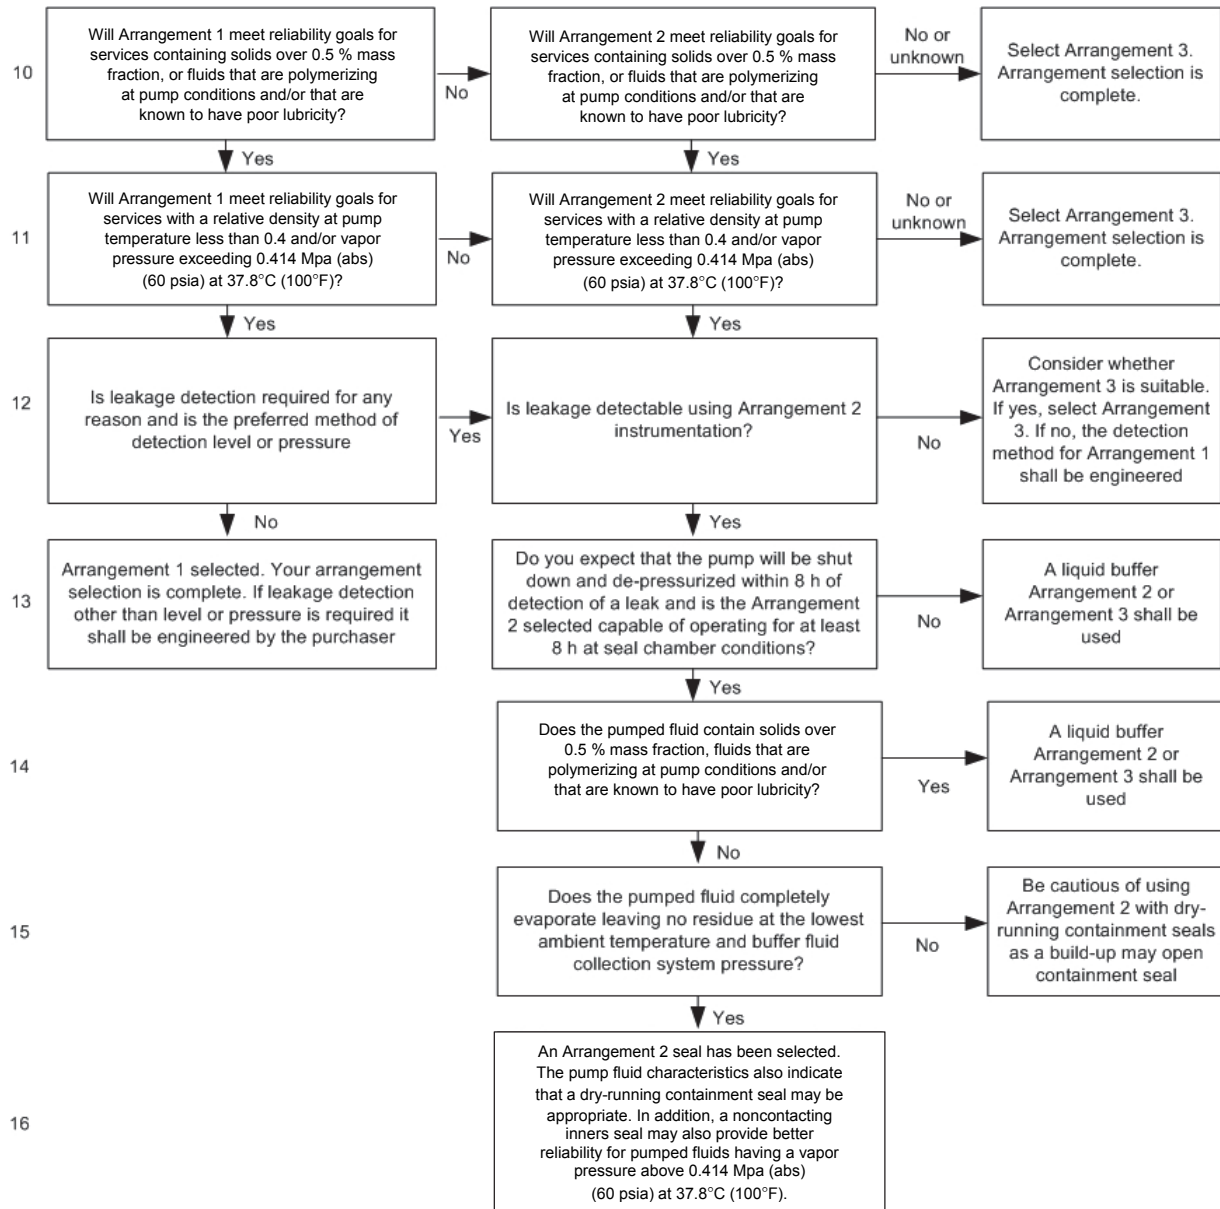 10
Will Arrangement 1 meet reliability goals for
services containing solids over 0.5 % mass
fraction, or fluids that are polymerizing
at pump conditions and/or that are
known to have poor lubricity?
No
Will Arrangement 2 meet reliability goals for
services containing solids over 0.5 % mass
fraction, or fluids that are polymerizing
at pump conditions and/or that are
known to have poor lubricity?
No or
unknown
Select Arrangement 3.
Arrangement selection is
complete.
Yes
11
Will Arrangement 1 meet reliability goals for
services with a relative density at pump
temperature less than 0.4 and/or vapor
pressure exceeding 0.414 Mpa (abs)
(60 psia) at 37.8°C (100°F)?
No
Will Arrangement 2 meet reliability goals for
services with a relative density at pump
temperature less than 0.4 and/or vapor
pressure exceeding 0.414 Mpa (abs)
(60 psia) at 37.8°C (100°F)?
No or
unknown
Select Arrangement 3.
Arrangement selection is
complete.
Yes
Yes
12
Is leakage detection required for any
reason and is the preferred method of
detection level or pressure
Yes
Is leakage detectable using Arrangement 2
instrumentation?
No
Consider whether
Arrangement 3 is suitable.
If yes, select Arrangement
3. If no, the detection
method for Arrangement 1
shall be engineered
No
Yes
13
Arrangement 1 selected. Your arrangement
selection is complete. If leakage detection
other than level or pressure is required it
shall be engineered by the purchaser
Do you expect that the pump will be shut
down and de-pressurized within 8 h of
detection of a leak and is the Arrangement
2 selected capable of operating for at least
8 h at seal chamber conditions?
No
A liquid buffer
Arrangement 2 or
Arrangement 3 shall be
used
Yes
14
Does the pumped fluid contain solids over
0.5 % mass fraction, fluids that are
polymerizing at pump conditions and/or
that are known to have poor lubricity?
Yes
A liquid buffer
Arrangement 2 or
Arrangement 3 shall be
used
No
15
Does the pumped fluid completely
evaporate leaving no residue at the lowest
ambient temperature and buffer fluid
collection system pressure?
No
Be cautious of using
Arrangement 2 with dry-
running containment seals
as a build-up may open
containment seal
Yes
16
An Arrangement 2 seal has been selected.
The pump fluid characteristics also indicate
that a dry-running containment seal may be
appropriate. In addition, a noncontacting
inners seal may also provide better
reliability for pumped fluids having a vapor
pressure above 0.414 Mpa (abs)
(60 psia) at 37.8°C (100°F).